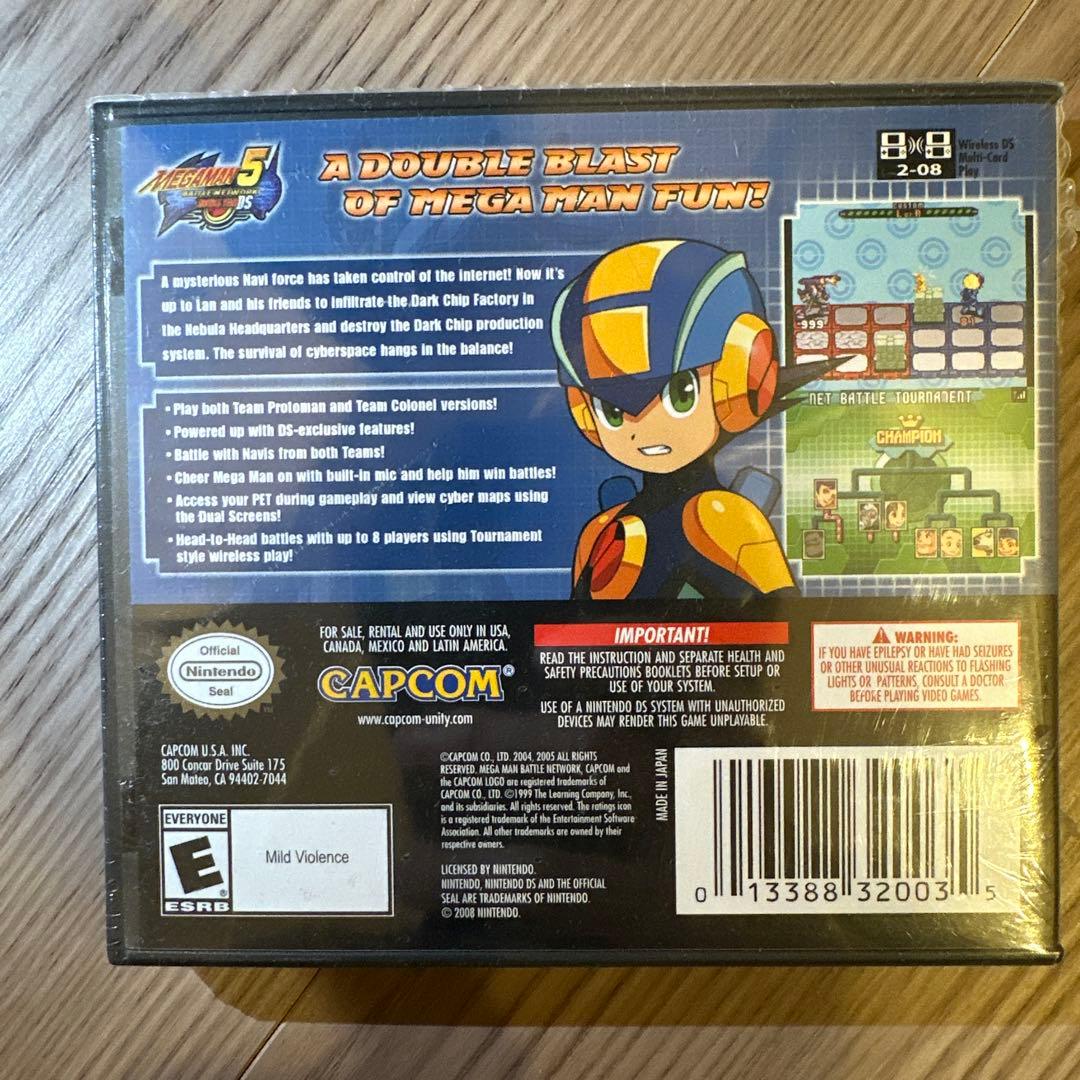 MEGAMAN 5
BATTLE NETWORK
DOUBLE TEAM DS
A DOUBLE BLAST
OF MEGA MAN FUN!
2-08
Wireless DS
Multi-Card
Play
A mysterious Navi force has taken control of the internet! Now it's
up to Lan and his friends to infiltrate the Dark Chip Factory in
the Nebula Headquarters and destroy the Dark Chip production
system. The survival of cyberspace hangs in the balance!
• Play both Team Protoman and Team Colonel versions!
• Powered up with DS-exclusive features!
• Battle with Navis from both Teams!
• Cheer Mega Man on with built-in mic and help him win battles!
• Access your PET during gameplay and view cyber maps using
the Dual Screens!
• Head-to-Head battles with up to 8 players using Tournament
style wireless play!
CUSTOM
999
NET BATTLE TOURNAMENT
CHAMPION
Official
Nintendo
Seal
FOR SALE, RENTAL AND USE ONLY IN USA,
CANADA, MEXICO AND LATIN AMERICA.
CAPCOM®
www.capcom-unity.com
IMPORTANT!
READ THE INSTRUCTION AND SEPARATE HEALTH AND
SAFETY PRECAUTIONS BOOKLETS BEFORE SETUP OR
USE OF YOUR SYSTEM.
USE OF A NINTENDO DS SYSTEM WITH UNAUTHORIZED
DEVICES MAY RENDER THIS GAME UNPLAYABLE.
WARNING:
IF YOU HAVE EPILEPSY OR HAVE HAD SEIZURES
OR OTHER UNUSUAL REACTIONS TO FLASHING
LIGHTS OR PATTERNS, CONSULT A DOCTOR
BEFORE PLAYING VIDEO GAMES.
CAPCOM U.S.A. INC.
800 Concar Drive Suite 175
San Mateo, CA 94402-7044
EVERYONE
E
®
ESRB
Mild Violence
©CAPCOM CO., LTD. 2004, 2005 ALL RIGHTS
RESERVED. MEGA MAN BATTLE NETWORK, CAPCOM and
the CAPCOM LOGO are registered trademarks of
CAPCOM CO., LTD. ©1999 The Learning Company, Inc.,
and its subsidiaries. All rights reserved. The ratings icon
is a registered trademark of the Entertainment Software
Association. All other trademarks are owned by their
respective owners.
LICENSED BY NINTENDO.
NINTENDO, NINTENDO DS AND THE OFFICIAL
SEAL ARE TRADEMARKS OF NINTENDO.
© 2008 NINTENDO.
MADE IN JAPAN
0 13388 32003 5